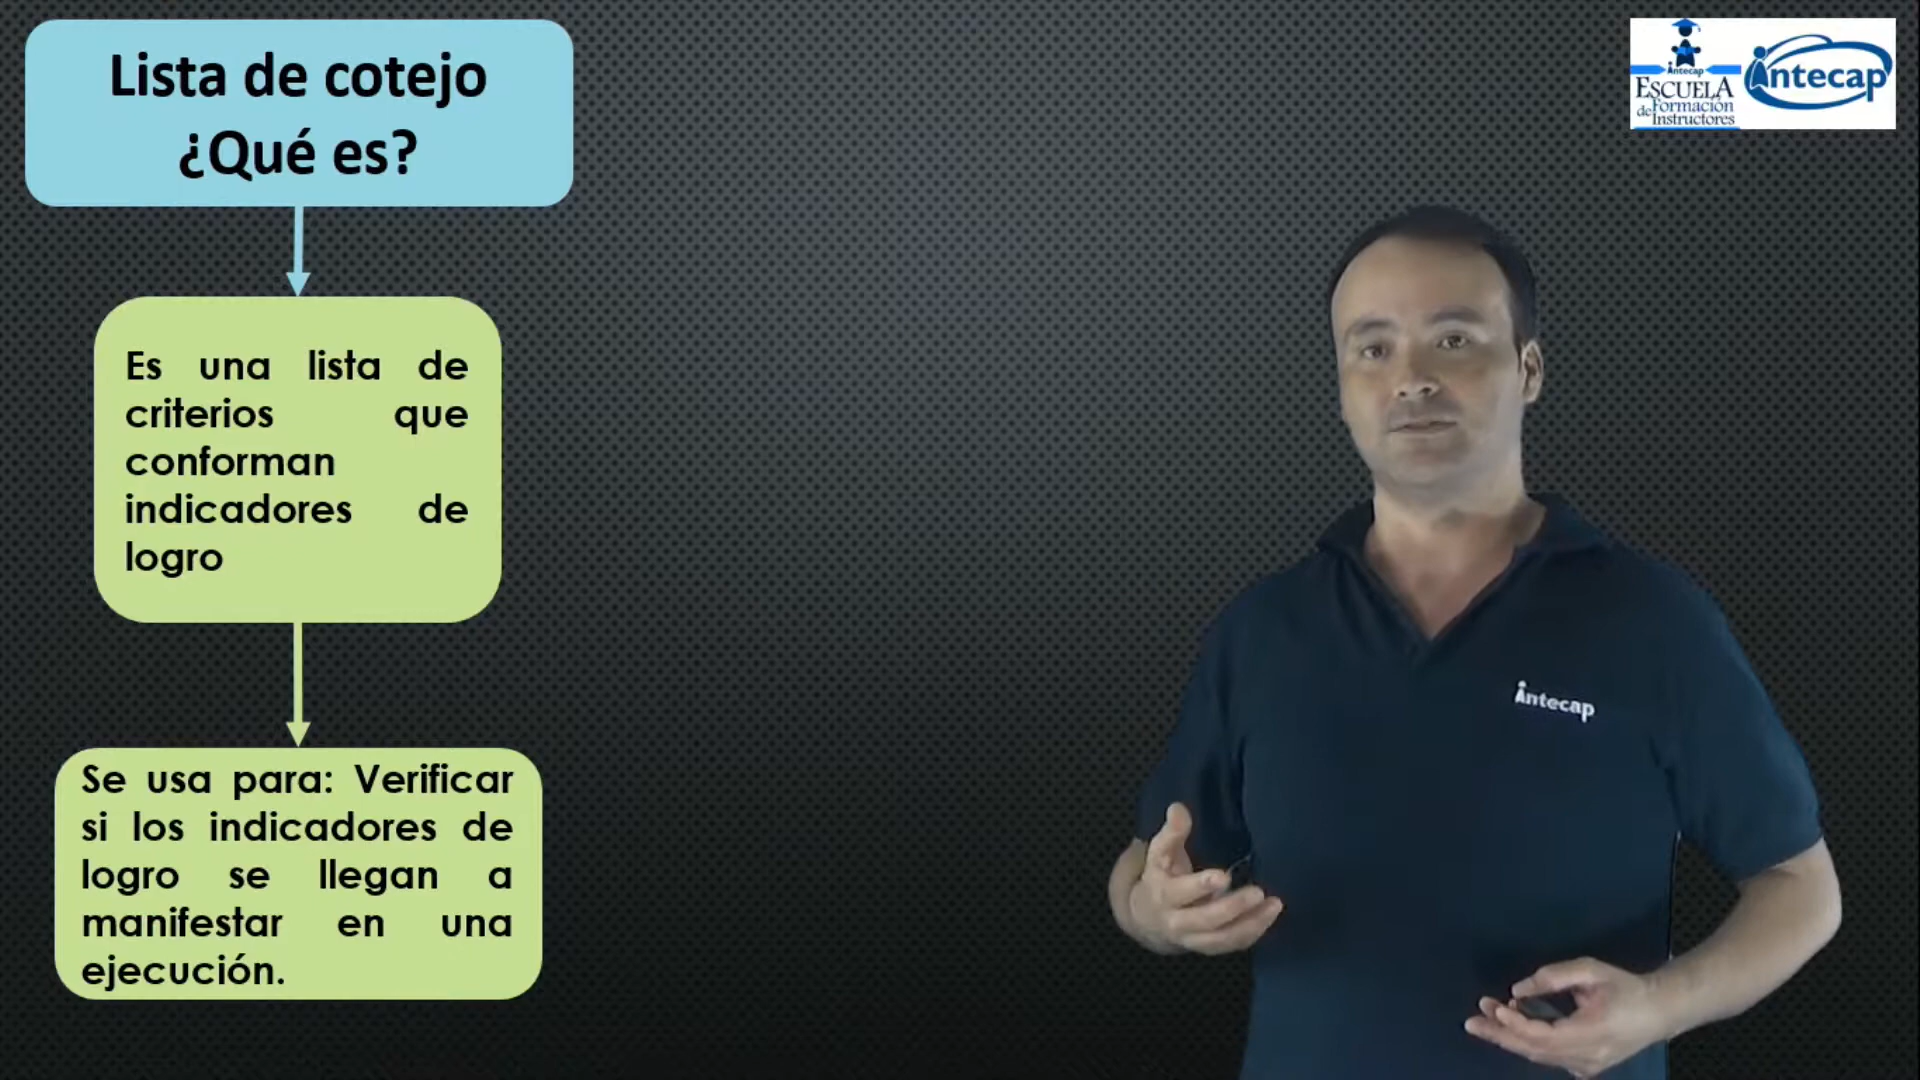 Lista de cotejo
¿Qué es?
Es una lista de
criterios que
conforman
indicadores de
logro
Se usa para: Verificar
si los indicadores de
logro se llegan a
manifestar en una
ejecución.
intecap
ESCUELA
de Formación
Instructores
intecap
intecap